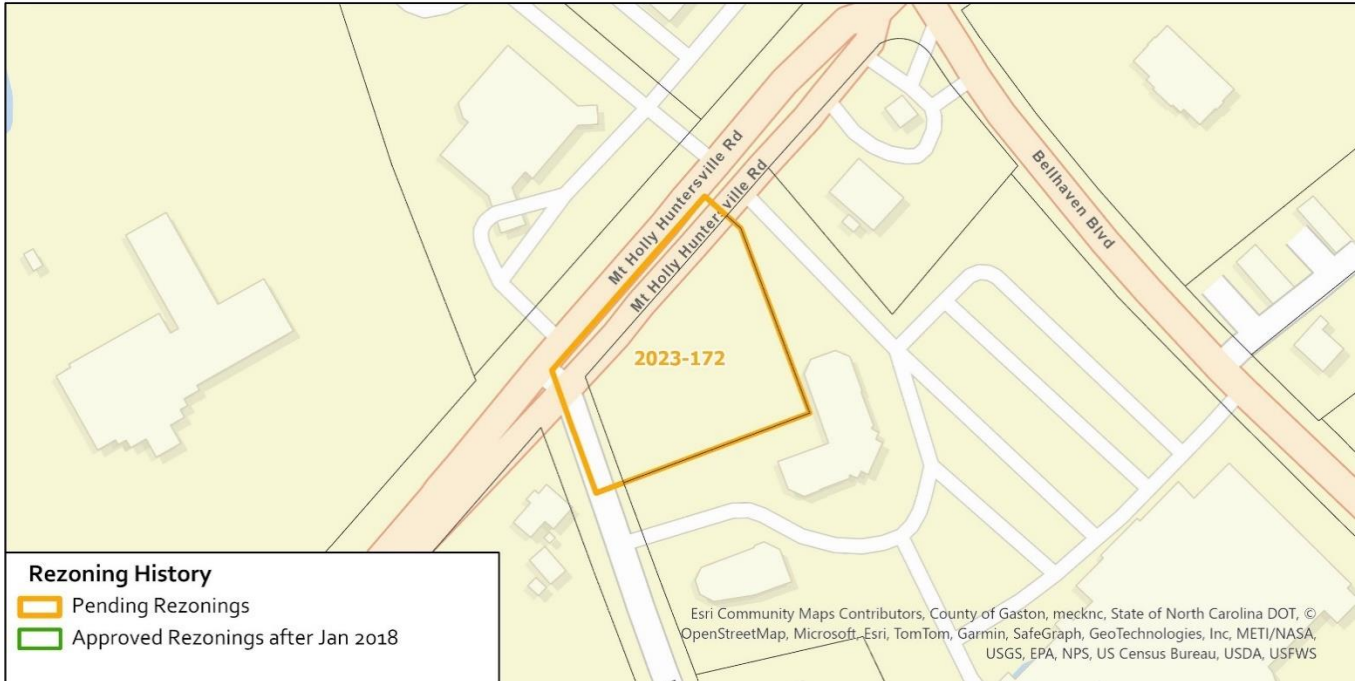 Mt Holly Huntersville Rd
Mt Holly Huntersville Rd
Bellhaven Blvd
2023-172
Rezoning History
Pending Rezonings
Approved Rezonings after Jan 2018
Esri Community Maps Contributors, County of Gaston, mecknc, State of North Carolina DOT, ©
OpenStreetMap, Microsoft, Esri, TomTom, Garmin, SafeGraph, GeoTechnologies, Inc, METI/NASA,
USGS, EPA, NPS, US Census Bureau, USDA, USFWS